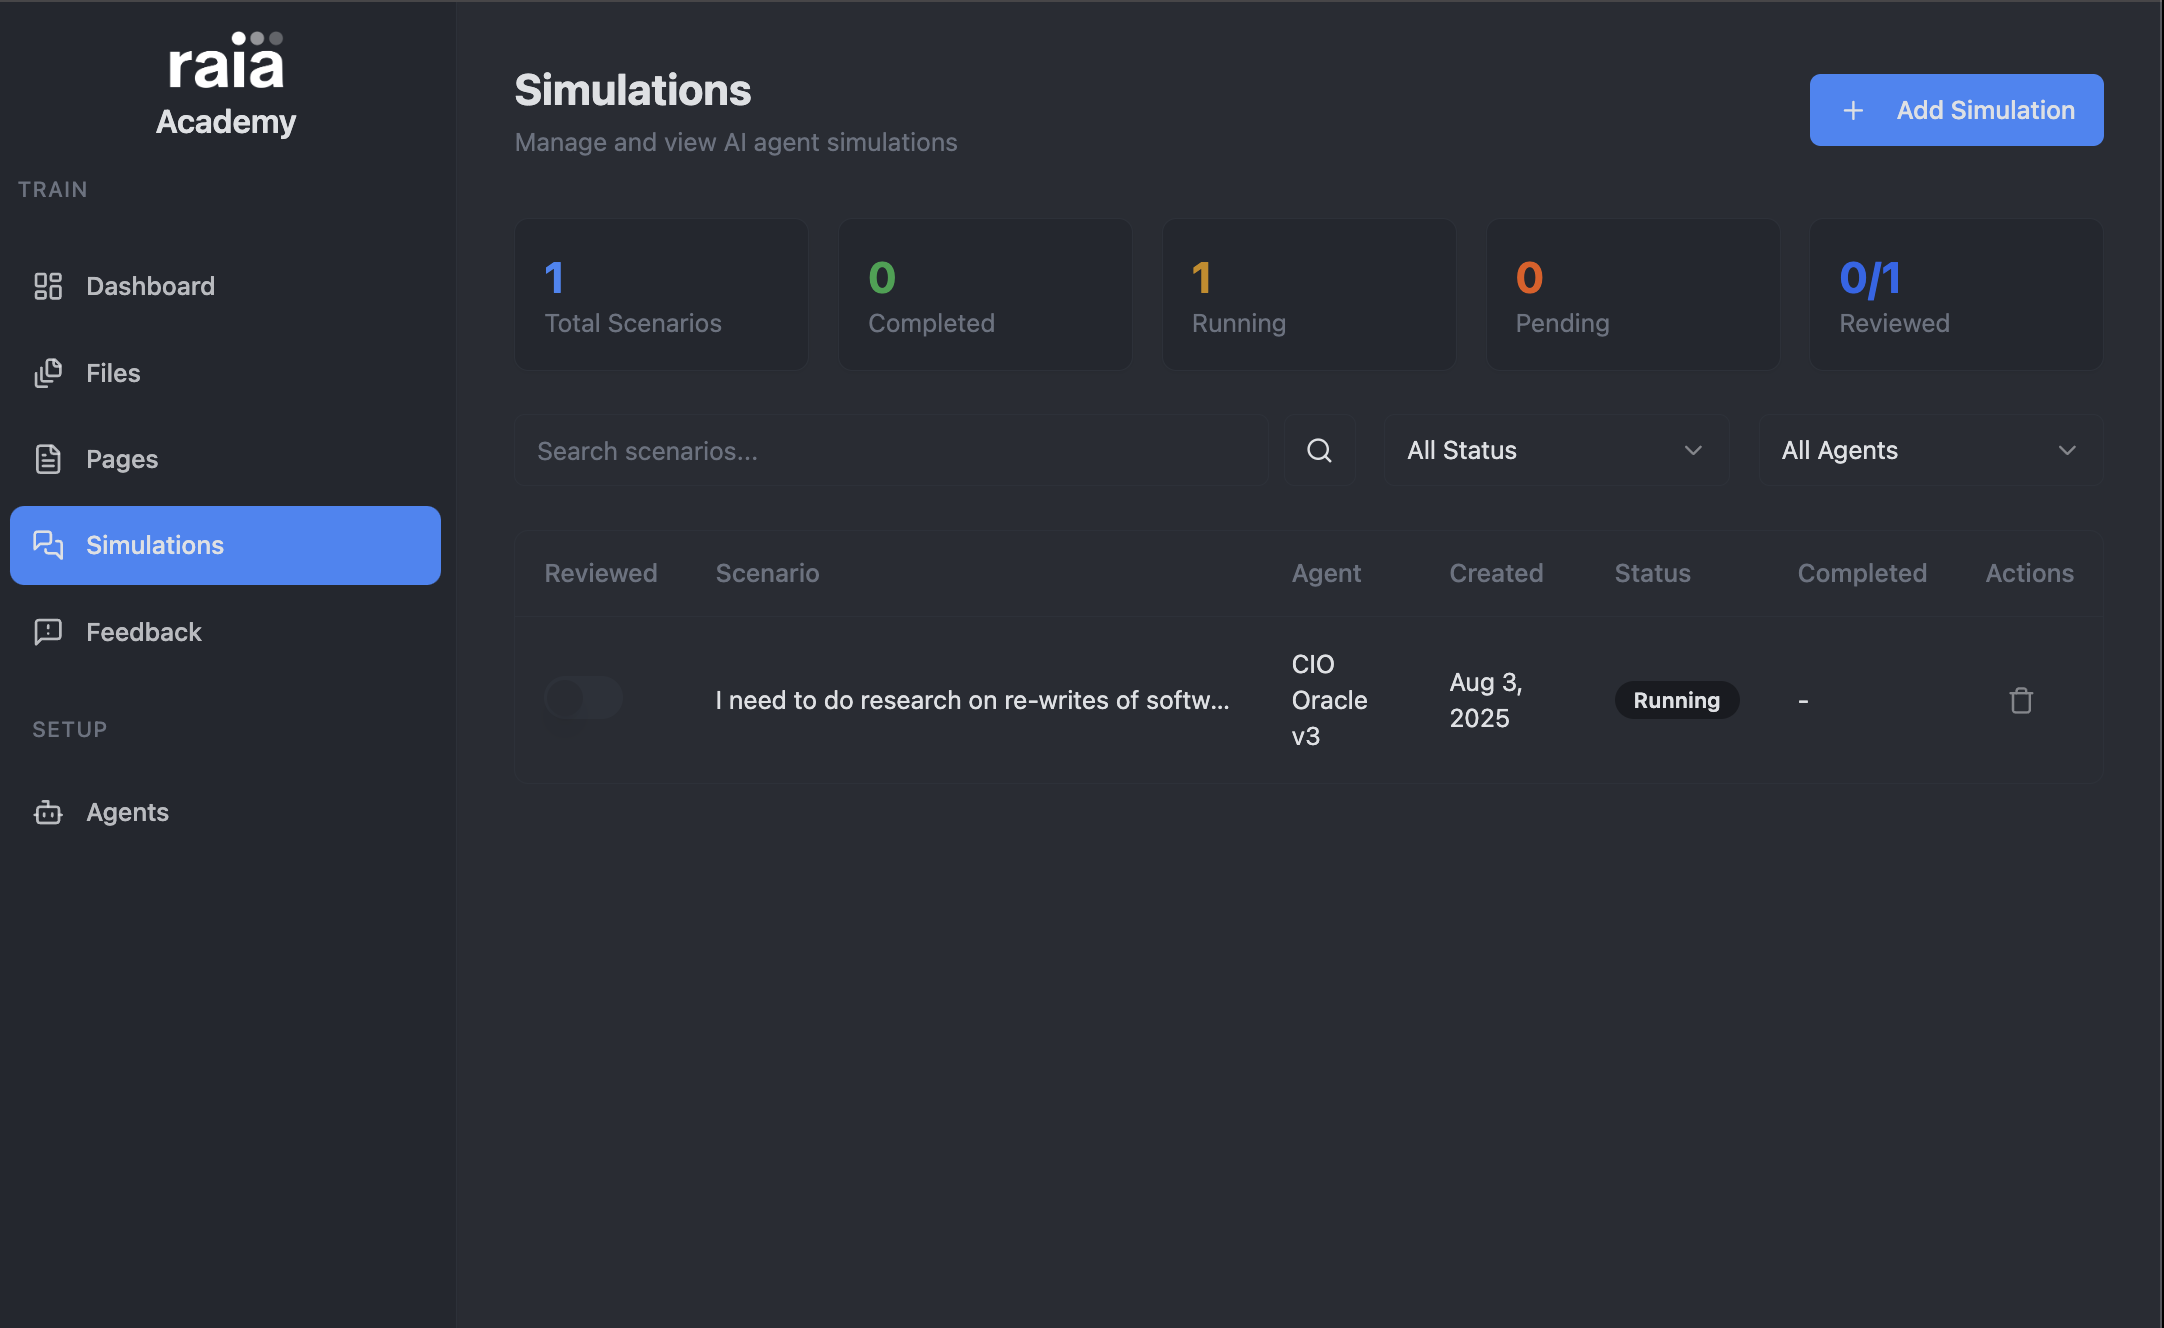 raia
Academy
TRAIN
Dashboard
Files
Pages
Simulations
Feedback
SETUP
Agents
Simulations
Manage and view AI agent simulations
+ Add Simulation
1
Total Scenarios
0
Completed
1
Running
0
Pending
0/1
Reviewed
Search scenarios...
All Status
All Agents
Reviewed Scenario Agent Created Status Completed Actions
I need to do research on re-writes of softw...
CIO
Oracle
v3
Aug 3,
2025
Running
-